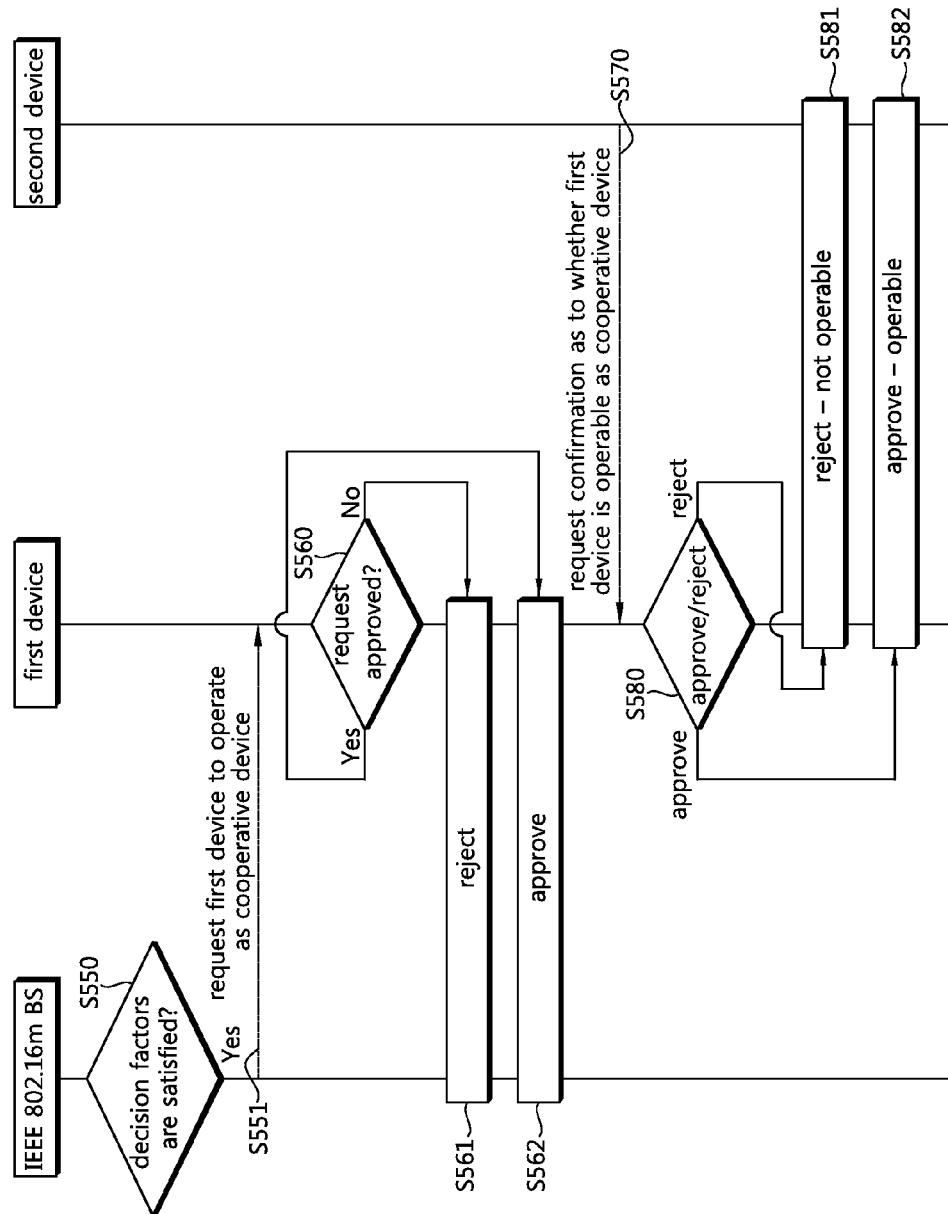 IEEE 802.16m BS
first device
second device
S550
decision factors
are satisfied?
Yes
S551
request first device to operate
as cooperative device
S560
request
approved?
Yes
No
S561
reject
S562
approve
request confirmation as to whether first
device is operable as cooperative device
S570
S580
approve/reject
approve
reject
reject – not operable
S581
approve – operable
S582